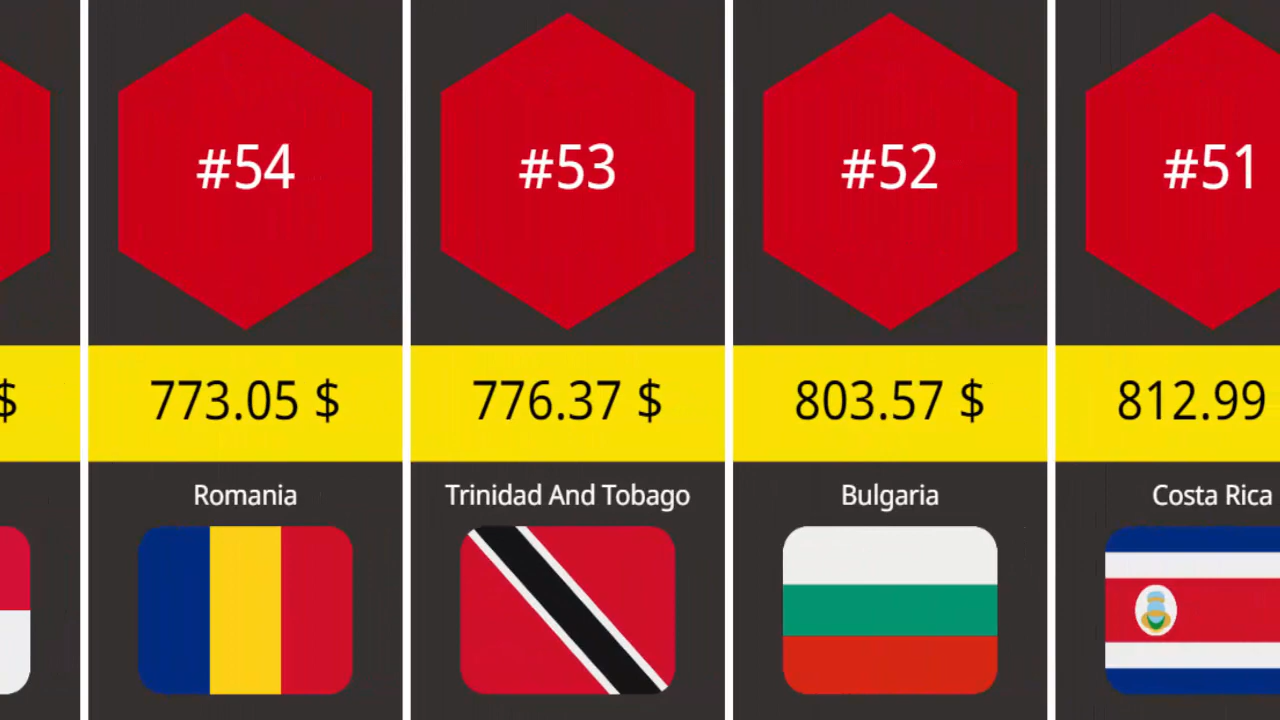 #54
#53
#52
#51
$
773.05 $
776.37 $
803.57 $
812.99
Romania
Trinidad And Tobago
Bulgaria
Costa Rica